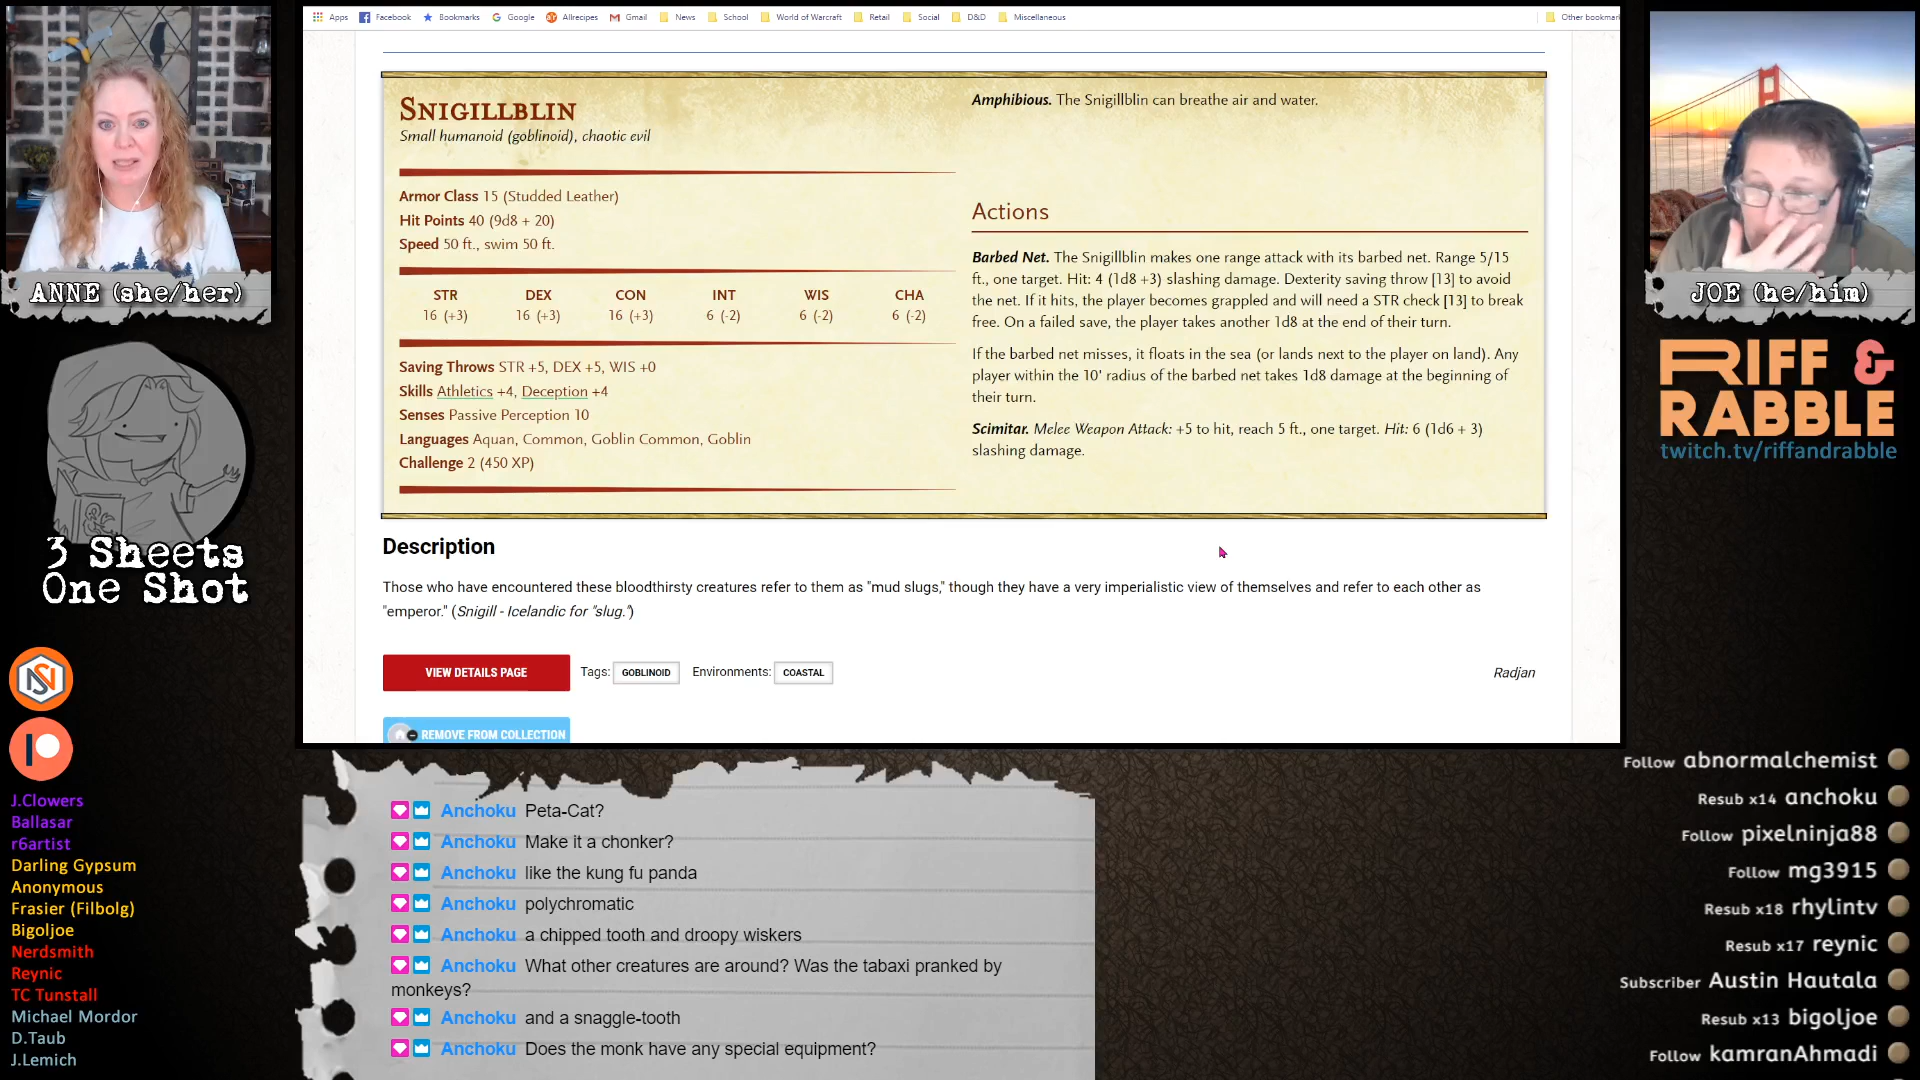 Apps Facebook Bookmarks Google Allrecipes Gmail News School World of Warcraft Retail Social D&D Miscellaneous Other bookmar
SNIGILLBLIN
Small humanoid (goblinoid), chaotic evil
Armor Class 15 (Studded Leather)
Hit Points 40 (9d8 + 20)
Speed 50 ft., swim 50 ft.
STR DEX CON INT WIS CHA
16 (+3) 16 (+3) 16 (+3) 6 (-2) 6 (-2) 6 (-2)
Saving Throws STR +5, DEX +5, WIS +0
Skills Athletics +4, Deception +4
Senses Passive Perception 10
Languages Aquan, Common, Goblin Common, Goblin
Challenge 2 (450 XP)
Amphibious. The Snigillblin can breathe air and water.
Actions
Barbed Net. The Snigillblin makes one range attack with its barbed net. Range 5/15
ft., one target. Hit: 4 (1d8 +3) slashing damage. Dexterity saving throw [13] to avoid
the net. If it hits, the player becomes grappled and will need a STR check [13] to break
free. On a failed save, the player takes another 1d8 at the end of their turn.
If the barbed net misses, it floats in the sea (or lands next to the player on land). Any
player within the 10' radius of the barbed net takes 1d8 damage at the beginning of
their turn.
Scimitar. Melee Weapon Attack: +5 to hit, reach 5 ft., one target. Hit: 6 (1d6 + 3)
slashing damage.
Description
Those who have encountered these bloodthirsty creatures refer to them as "mud slugs," though they have a very imperialistic view of themselves and refer to each other as
"emperor." (Snigill - Icelandic for "slug.")
VIEW DETAILS PAGE Tags: GOBLINOID Environments: COASTAL Radjan
REMOVE FROM COLLECTION
ANNE (she/her)
3 Sheets
One Shot
J.Clowers
Ballasar
r6artist
Darling Gypsum
Anonymous
Frasier (Filbolg)
Bigoljoe
Nerdsmith
Reynic
TC Tunstall
Michael Mordor
D.Taub
J.Lemich
Anchoku Peta-Cat?
Anchoku Make it a chonker?
Anchoku like the kung fu panda
Anchoku polychromatic
Anchoku a chipped tooth and droopy wiskers
Anchoku What other creatures are around? Was the tabaxi pranked by
monkeys?
Anchoku and a snaggle-tooth
Anchoku Does the monk have any special equipment?
JOE (he/him)
RIFF &
RABBLE
twitch.tv/riffandrabble
Follow abnormalchemist
Resub x14 anchoku
Follow pixelninja88
Follow mg3915
Resub x18 rhylintv
Resub x17 reynic
Subscriber Austin Hautala
Resub x13 bigoljoe
Follow kamranAhmadi